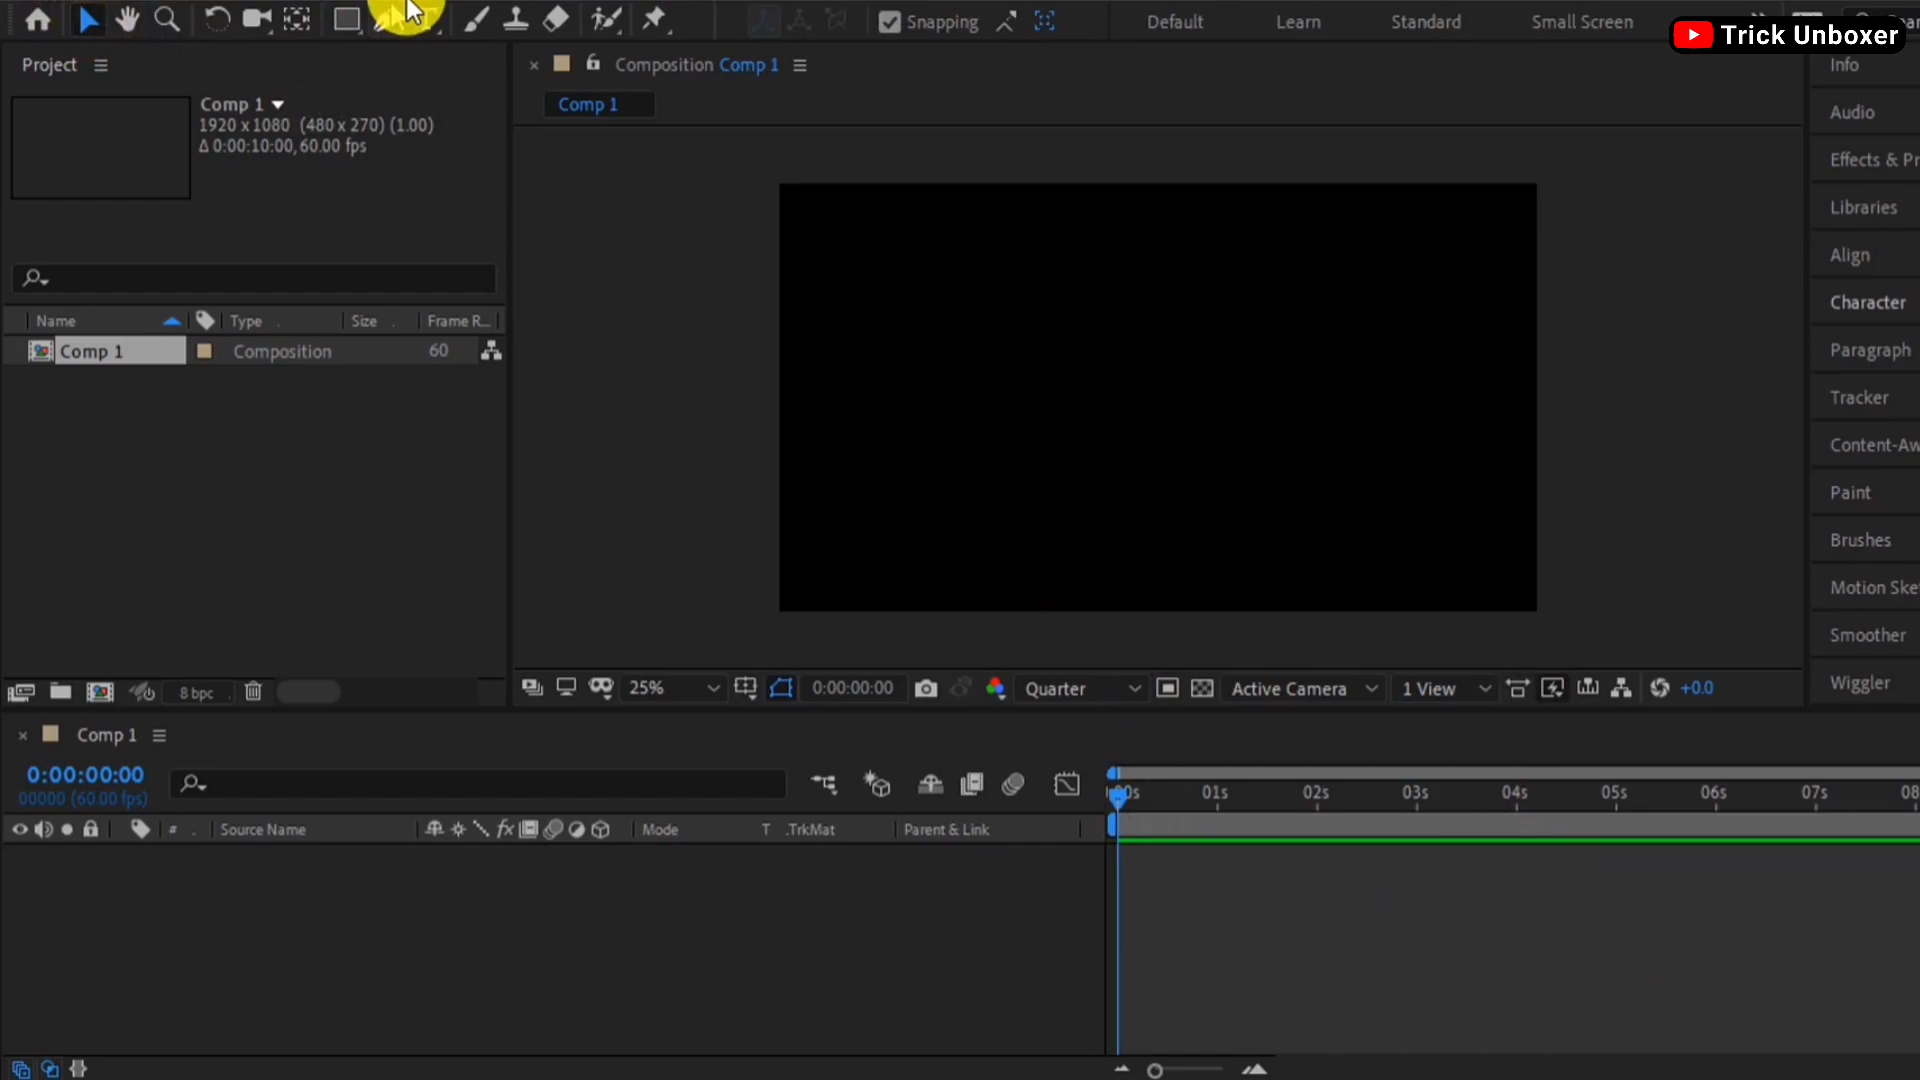 Snapping
Default
Learn
Standard
Small Screen
Trick Unboxer
Project
Composition Comp 1
Comp 1
Comp 1
1920 x 1080 (480 x 270) (1.00)
Δ 0:00:10:00, 60.00 fps
Info
Audio
Effects & Pr
Libraries
Align
Character
Paragraph
Tracker
Content-Aw
Paint
Brushes
Motion Ske
Smoother
Wiggler
Name
Type
Size
Frame R...
Comp 1
Composition
60
8 bpc
25%
0:00:00:00
Quarter
Active Camera
1 View
+0.0
Comp 1
0:00:00:00
00000 (60.00 fps)
01s
02s
03s
04s
05s
06s
07s
08
#
Source Name
fx
Mode
T
.TrkMat
Parent & Link